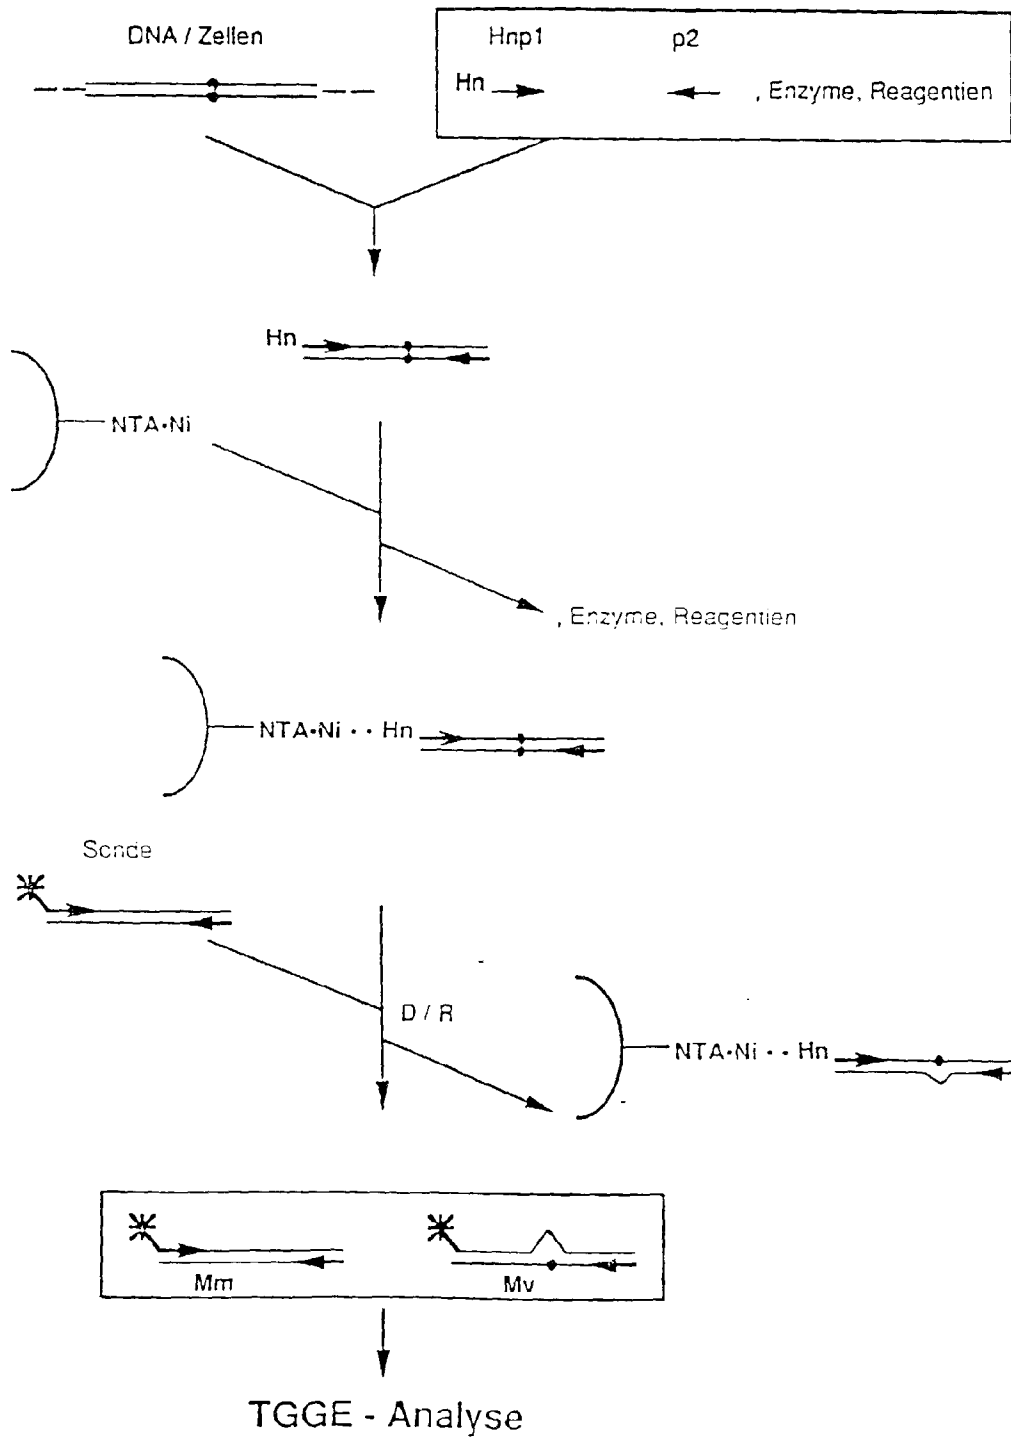 DNA / Zellen
Hnp1 p2
Hn , Enzyme, Reagentien
Hn
NTA•Ni
, Enzyme, Reagentien
NTA•Ni • • Hn
Sonde
D / R
NTA•Ni • • Hn
Mm Mv
TGGE - Analyse